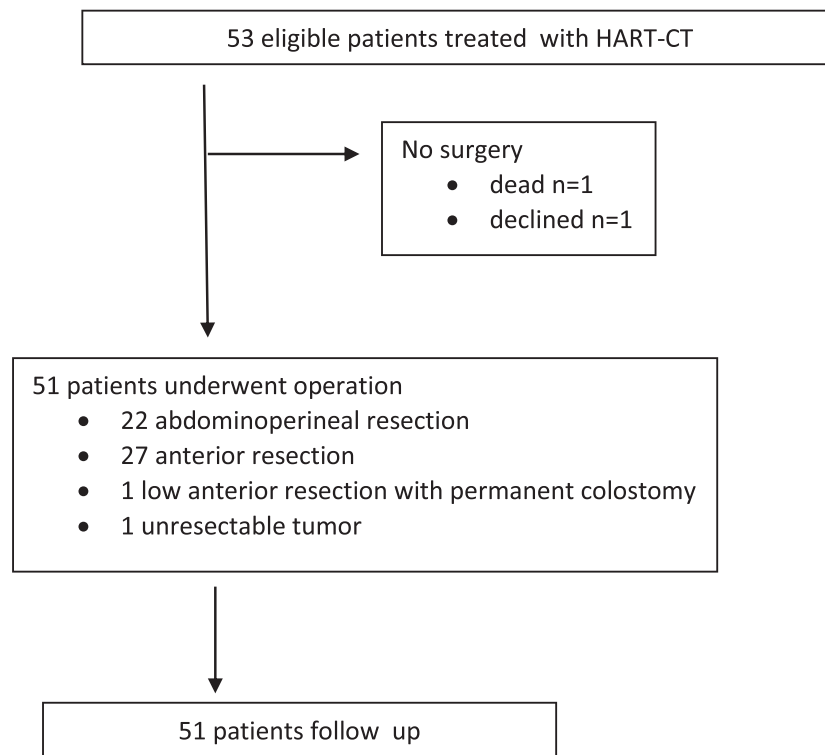 53 eligible patients treated with HART-CT
No surgery
• dead n=1
• declined n=1
51 patients underwent operation
• 22 abdominoperineal resection
• 27 anterior resection
• 1 low anterior resection with permanent colostomy
• 1 unresectable tumor
51 patients follow up